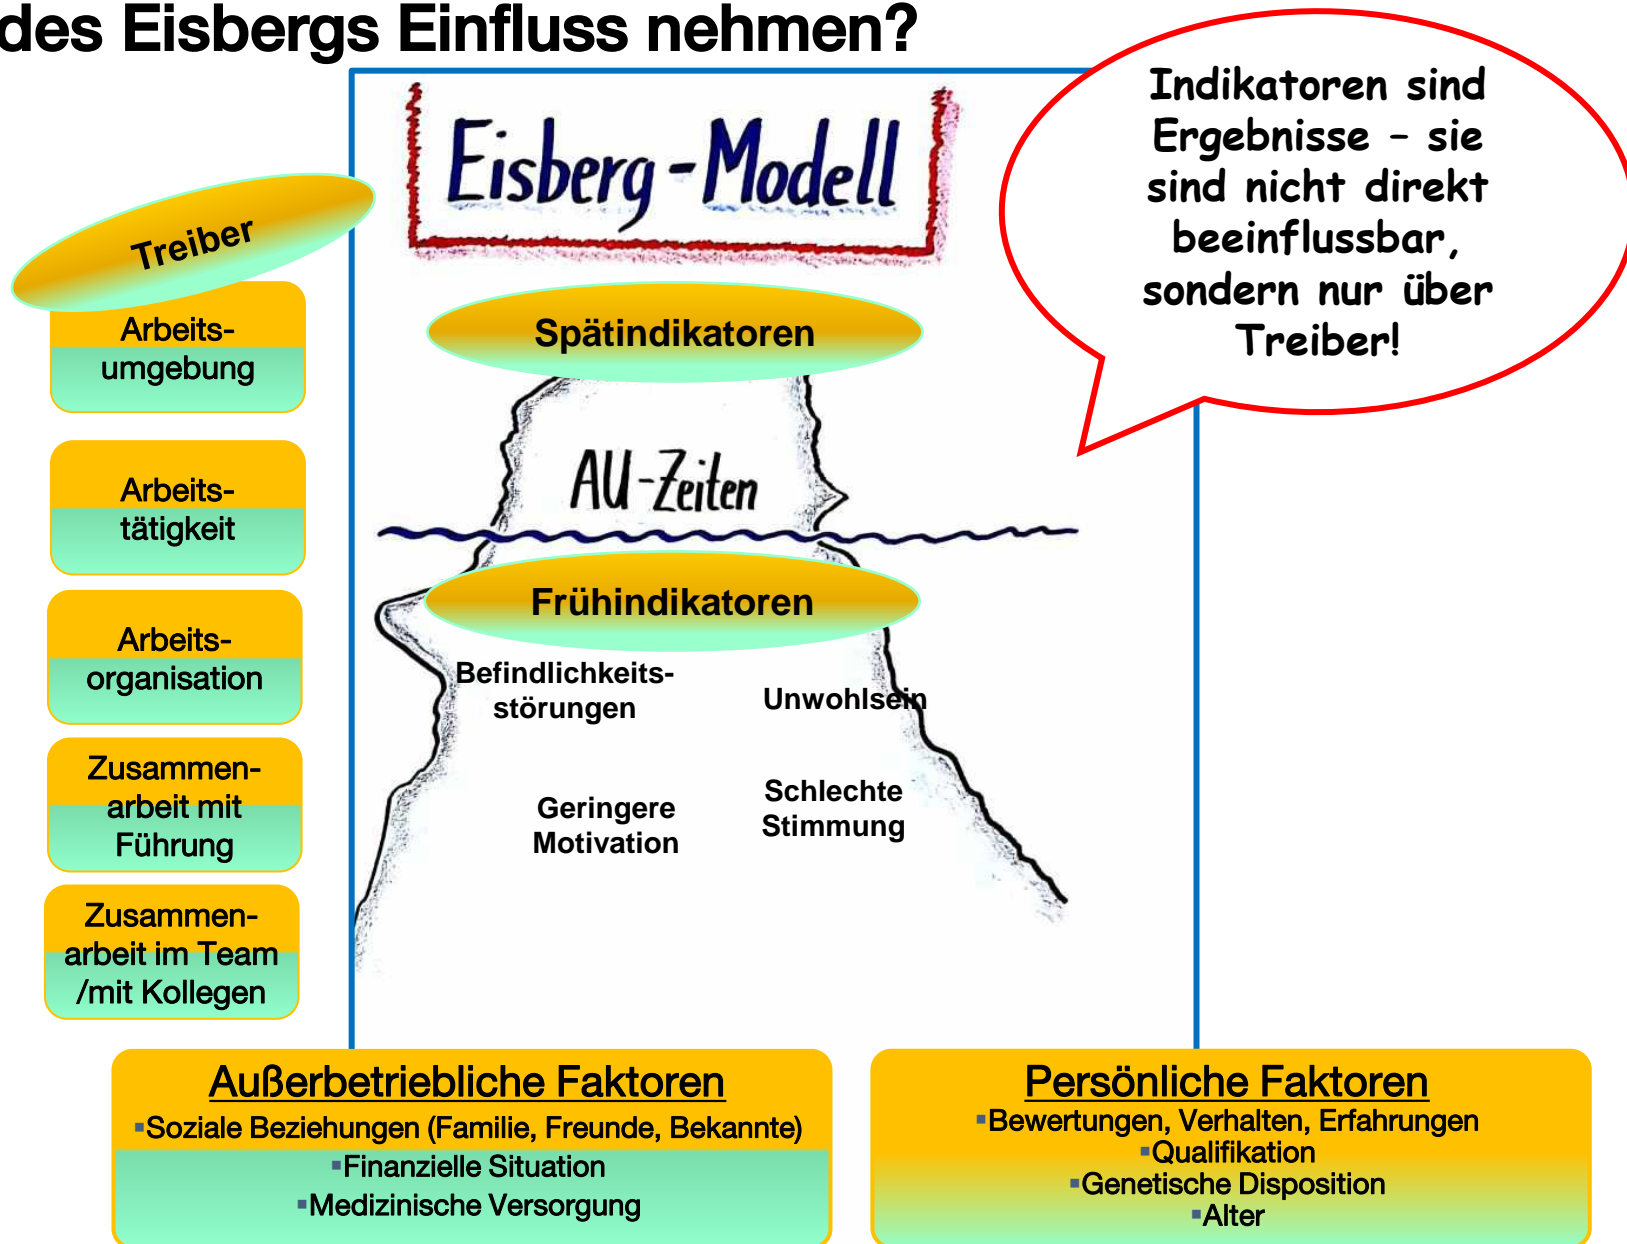 des Eisbergs Einfluss nehmen?
Eisberg-Modell
Indikatoren sind
Ergebnisse – sie
sind nicht direkt
beeinflussbar,
sondern nur über
Treiber!
Treiber
Arbeits-
umgebung
Arbeits-
tätigkeit
Arbeits-
organisation
Zusammen-
arbeit mit
Führung
Zusammen-
arbeit im Team
/mit Kollegen
Spätindikatoren
AU-Zeiten
Frühindikatoren
Befindlichkeits-
störungen
Unwohlsein
Geringere
Motivation
Schlechte
Stimmung
Außerbetriebliche Faktoren
▪Soziale Beziehungen (Familie, Freunde, Bekannte)
▪Finanzielle Situation
▪Medizinische Versorgung
Persönliche Faktoren
▪Bewertungen, Verhalten, Erfahrungen
▪Qualifikation
▪Genetische Disposition
▪Alter